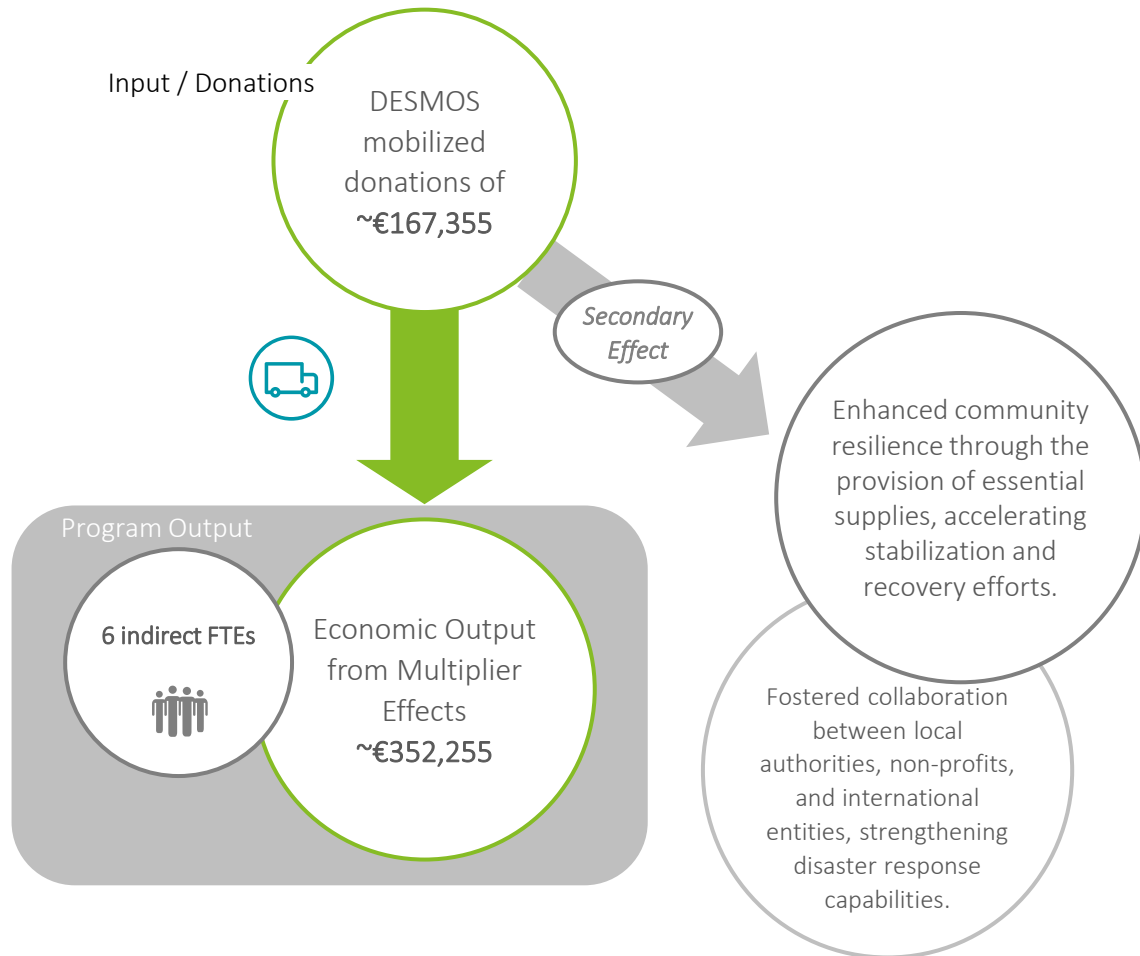 Input / Donations
DESMOS
mobilized
donations of
~€167,355
Secondary
Effect
Enhanced community
resilience through the
provision of essential
supplies, accelerating
stabilization and
recovery efforts.
Program Output
6 indirect FTEs
Economic Output
from Multiplier
Effects
~€352,255
Fostered collaboration
between local
authorities, non-profits,
and international
entities, strengthening
disaster response
capabilities.